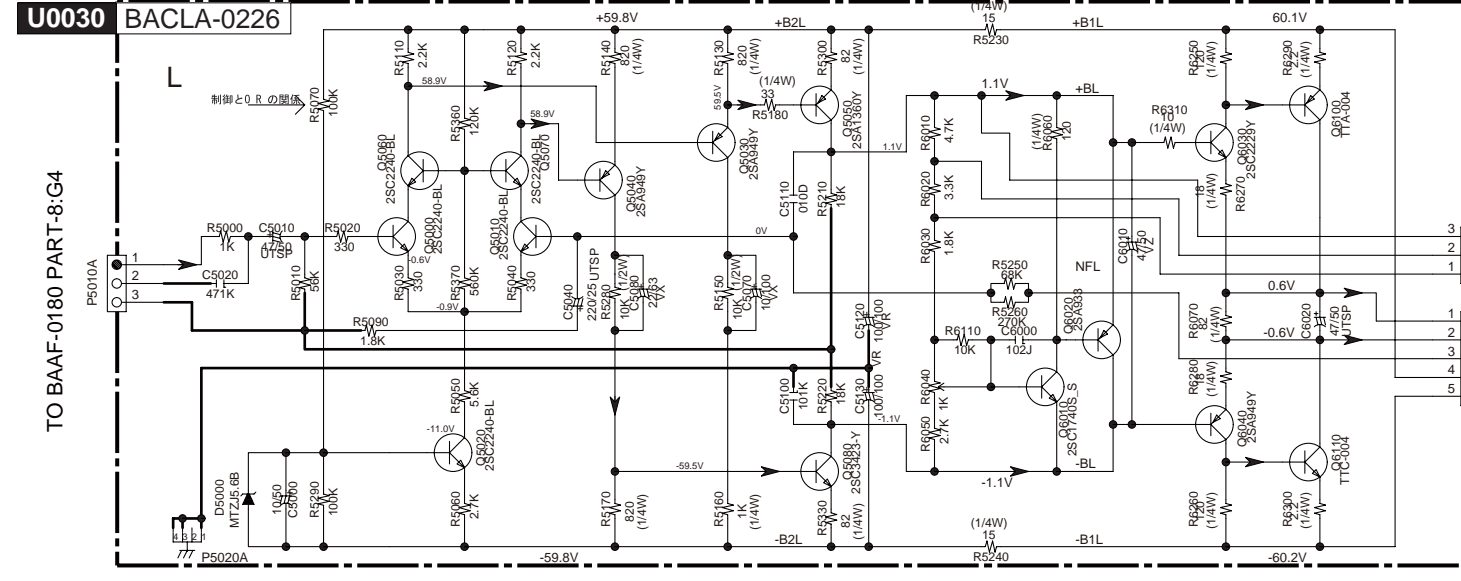 U0030 BACLA-0226
L
制御とO R の関係
TO BAAF-0180 PART-8:G4
P5010A
1
2
3
R5000
1K
C5010
47/50
UTSP
C5020
471K
R5010
56K
R5020
330
R5070
100K
R5090
1.8K
R5110
2.2K
58.9V
Q5060
2SC2240-BL
R5360
120K
Q5000
2SC2240-BL
-0.6V
R5030
330
R5370
560K
-0.9V
R5120
2.2K
58.9V
Q5070
2SC2240-BL
Q5010
2SC2240-BL
R5040
330
C5040
220/25 UTSP
R5050
5.6K
-11.0V
Q5020
2SC2240-BL
R5060
2.7K
D5000
MTZJ5.6B
10/50
C5000
R5290
100K
4 3 2 1
P5020A
+59.8V
R5140
820
(1/4W)
Q5040
2SA949Y
R5280
10K (1/2W)
C5080
22/63
VX
R5170
820
(1/4W)
-59.5V
-59.8V
+B2L
R5130
820
(1/4W)
59.5V
(1/4W)
33
R5180
Q5030
2SA949Y
R5150
10K (1/2W)
C5070
10/100
VX
R5160
1K
(1/4W)
R5300
82
(1/4W)
Q5050
2SA1360Y
1.1V
C5110
010D
R5210
18K
0V
C5120
100/100
VR
C5100
101K
R5220
18K
C5130
100/100
VR
-1.1V
Q5080
2SC3423-Y
R5330
82
(1/4W)
-B2L
(1/4W)
15
R5230
+B1L
1.1V
+BL
R6010
4.7K
R6020
3.3K
R6030
1.8K
(1/4W)
R6060
120
R5250
68K
R5260
270K
NFL
R6110
10K
C6000
102J
Q6020
2SA933
R6040
1K
R6050
2.7K
Q6010
2SC1740S_S
-1.1V
-BL
(1/4W)
15
R5240
-B1L
C6010
47/50
VZ
R6310
10
(1/4W)
60.1V
R6250
120
(1/4W)
R6290
2.2
(1/4W)
Q6030
2SC2229Y
Q6100
TTA-004
18
(1/4W)
R6270
0.6V
R6070
82
(1/4W)
-0.6V
C6020
47/50
UTSP
R6280
18
(1/4W)
Q6040
2SA949Y
Q6110
TTC-004
R6260
120
(1/4W)
R6300
2.2
(1/4W)
-60.2V
3
2
1
1
2
3
4
5